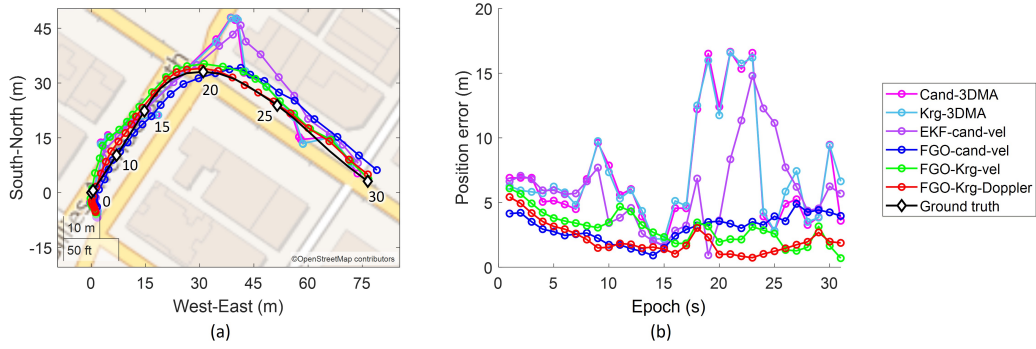 45
30
15
0
-15
South-North (m)
0
10
15
20
25
30
10 m
50 ft
©OpenStreetMap contributors
0 15 30 45 60 75
West-East (m)
(a)
20
15
10
5
0
Position error (m)
0 5 10 15 20 25 30
Epoch (s)
(b)
Cand-3DMA
Krg-3DMA
EKF-cand-vel
FGO-cand-vel
FGO-Krg-vel
FGO-Krg-Doppler
Ground truth